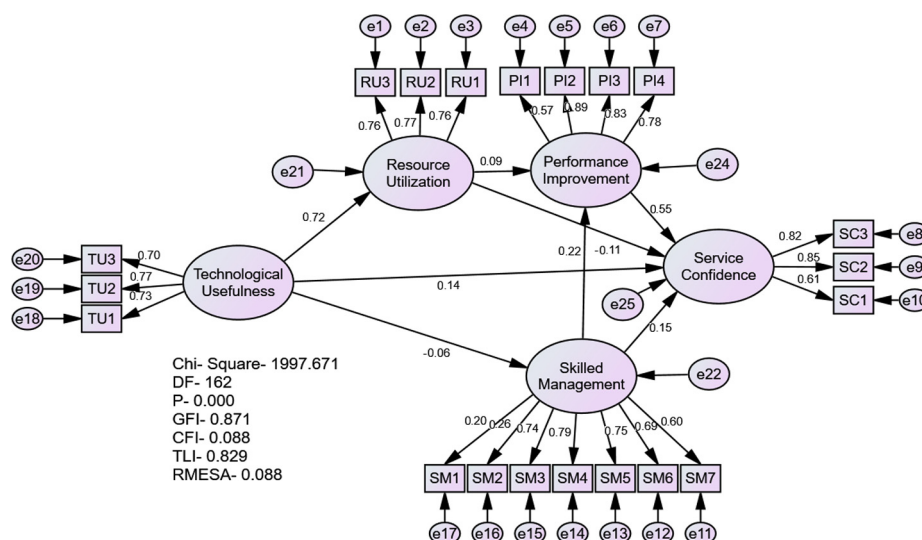 e1 e2 e3 e4 e5 e6 e7
RU3 RU2 RU1 PI1 PI2 PI3 PI4
0.76 0.77 0.76 0.57 0.89 0.83 0.78
e21
Resource
Utilization
0.09
Performance
Improvement
e24
0.72
0.55
0.22
-0.11
e20 TU3 0.70
e19 TU2 0.77
e18 TU1 0.73
Technological
Usefulness
0.14
Service
Confidence
0.82 SC3 e8
0.85 SC2 e9
0.61 SC1 e10
e25
0.15
-0.06
Skilled
Management
e22
Chi- Square- 1997.671
DF- 162
P- 0.000
GFI- 0.871
CFI- 0.088
TLI- 0.829
RMESA- 0.088
0.20 0.26 0.74 0.79 0.75 0.69 0.60
SM1 SM2 SM3 SM4 SM5 SM6 SM7
e17 e16 e15 e14 e13 e12 e11